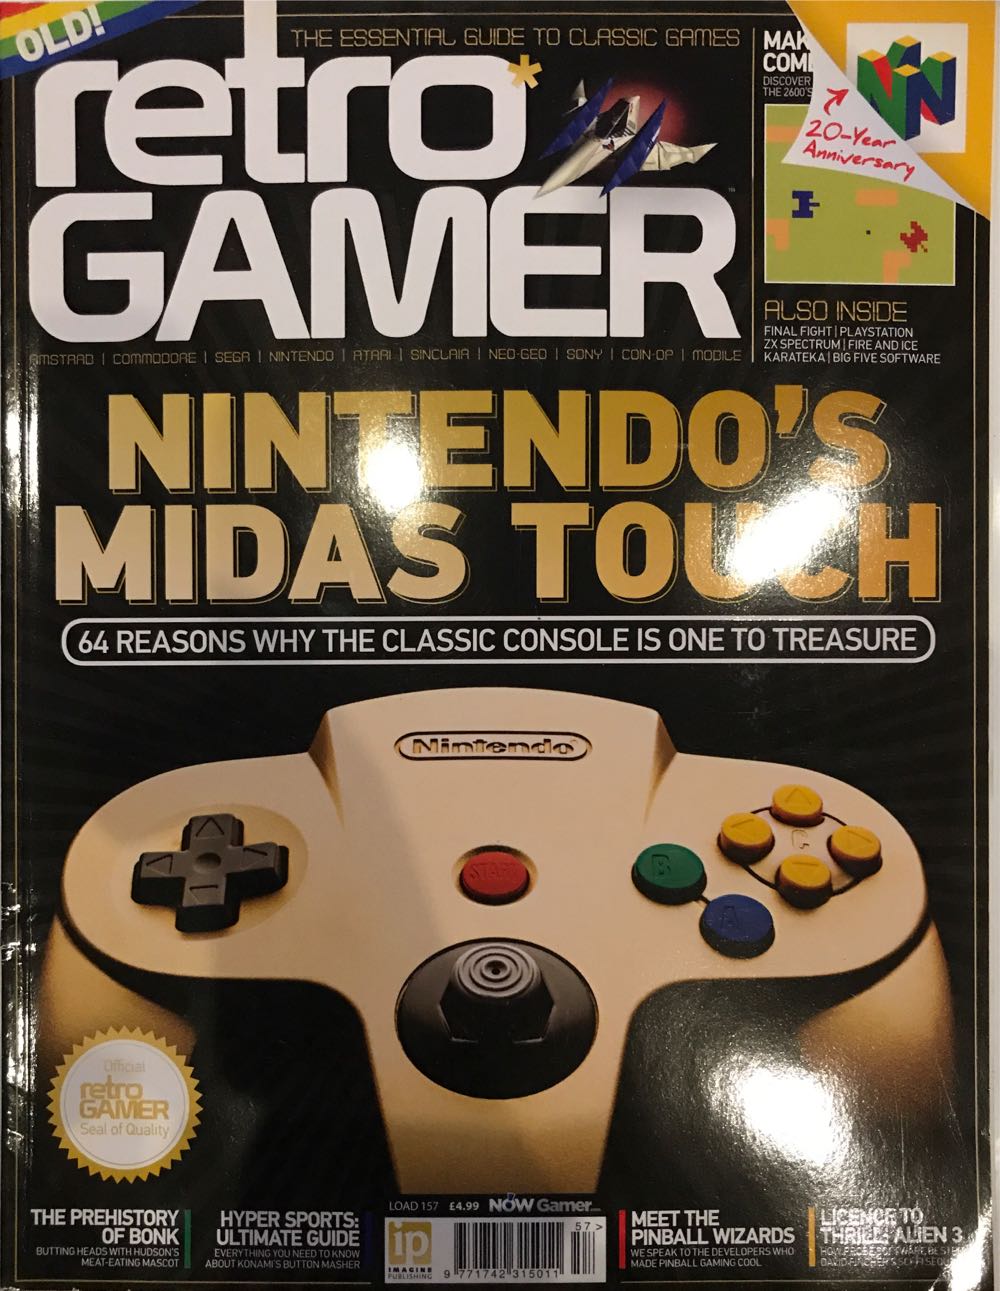 OLD!
THE ESSENTIAL GUIDE TO CLASSIC GAMES
retro*
GAMER
AMSTRAD | COMMODORE | SEGA | NINTENDO | ATARI | SINCLAIR | NEO-GEO | SONY | COIN-OP | MOBILE
DISCOVER
THE 2600'S
20-Year
Anniversary
ALSO INSIDE
FINAL FIGHT | PLAYSTATION
ZX SPECTRUM | FIRE AND ICE
KARATEKA | BIG FIVE SOFTWARE
NINTENDO'S
MIDAS TOUCH
64 REASONS WHY THE CLASSIC CONSOLE IS ONE TO TREASURE
Nintendo
START
B
A
C
Official
retro
GAMER
Seal of Quality
THE PREHISTORY
OF BONK
BUTTING HEADS WITH HUDSON'S
MEAT-EATING MASCOT
HYPER SPORTS:
ULTIMATE GUIDE
EVERYTHING YOU NEED TO KNOW
ABOUT KONAMI'S BUTTON MASHER
LOAD 157 £4.99 NOW Gamer
ip
IMAGINE
PUBLISHING
57 >
9 771742 315011
MEET THE
PINBALL WIZARDS
WE SPEAK TO THE DEVELOPERS WHO
MADE PINBALL GAMING COOL
LICENCE TO
THRILL: ALIEN 3